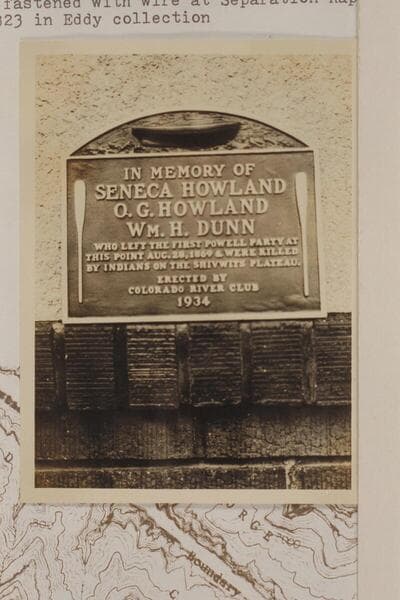 fastened with wire at Separation Rap
323 in Eddy collection
IN MEMORY OF
SENECA HOWLAND
O.G. HOWLAND
WM. H. DUNN
WHO LEFT THE FIRST POWELL PARTY AT
THIS POINT AUG. 28, 1869 & WERE KILLED
BY INDIANS ON THE SHIVWITS PLATEAU.
ERECTED BY
COLORADO RIVER CLUB
1934
ORGE
Boundary
C